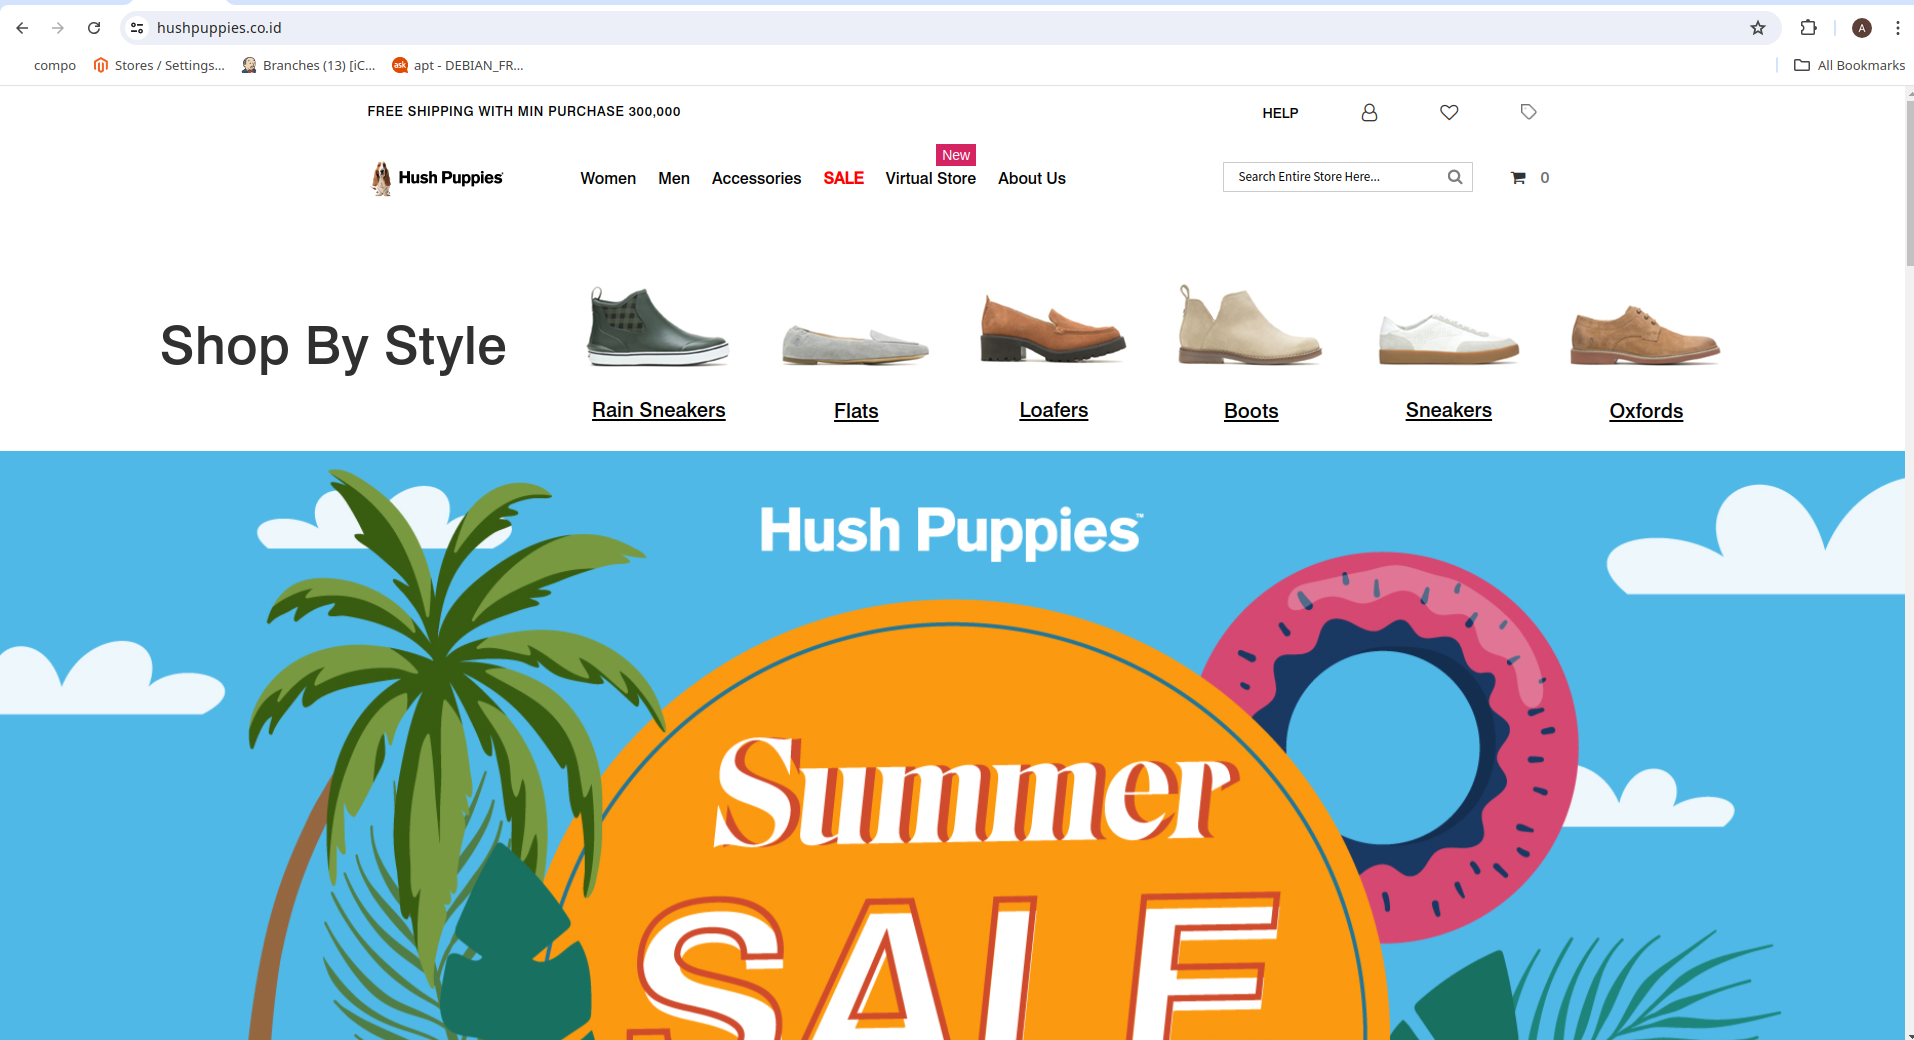 hushpuppies.co.id
A
compo
Stores / Settings...
Branches (13) [iC...
ask
apt - DEBIAN_FR...
All Bookmarks
FREE SHIPPING WITH MIN PURCHASE 300,000
HELP
Hush Puppies
Women
Men
Accessories
SALE
New
Virtual Store
About Us
Search Entire Store Here...
0
Shop By Style
Rain Sneakers
Flats
Loafers
Boots
Sneakers
Oxfords
Hush Puppies™
Summer
SALE